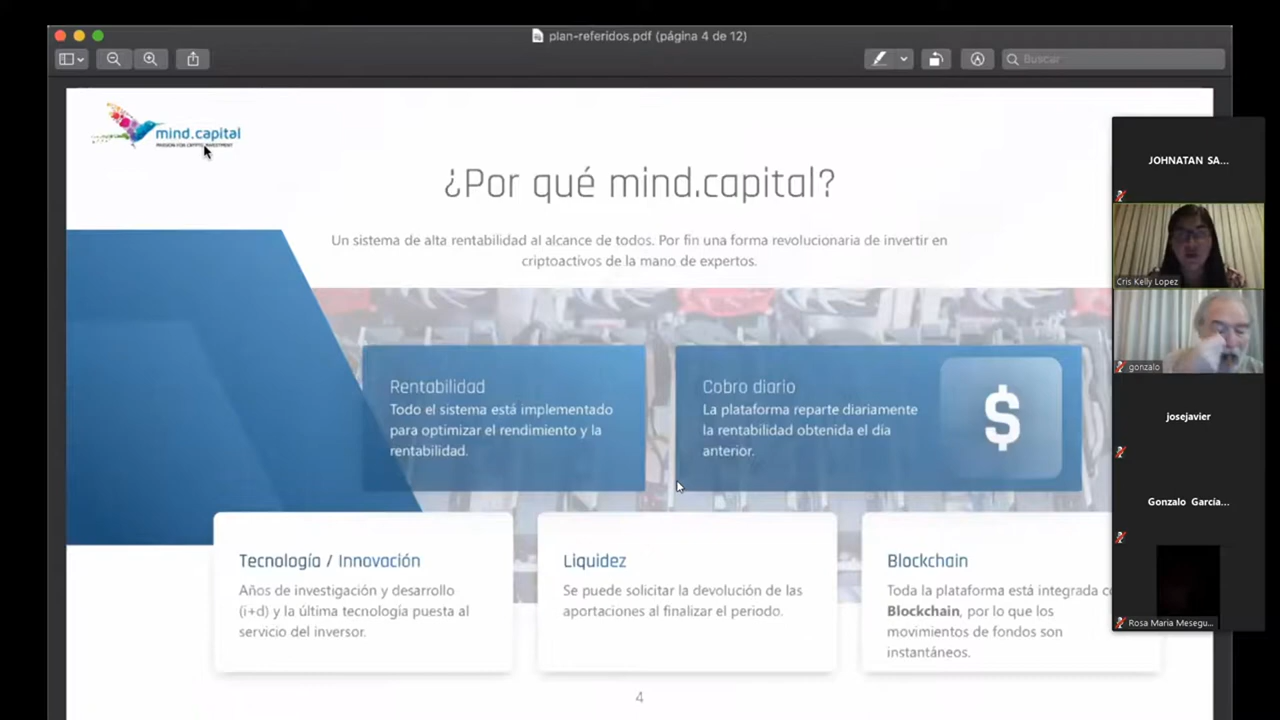 plan-referidos.pdf (página 4 de 12)
Buscar
mind.capital
PASSION FOR CRYPTO INVESTMENT
¿Por qué mind.capital?
Un sistema de alta rentabilidad al alcance de todos. Por fin una forma revolucionaria de invertir en
criptoactivos de la mano de expertos.
Rentabilidad
Todo el sistema está implementado
para optimizar el rendimiento y la
rentabilidad.
Cobro diario
La plataforma reparte diariamente
la rentabilidad obtenida el día
anterior.
$
Tecnología / Innovación
Años de investigación y desarrollo
(i+d) y la última tecnología puesta al
servicio del inversor.
Liquidez
Se puede solicitar la devolución de las
aportaciones al finalizar el periodo.
Blockchain
Toda la plataforma está integrada
Blockchain, por lo que los
movimientos de fondos son
instantáneos.
4
JOHNATAN SA...
Cris Kelly Lopez
gonzalo
josejavier
Gonzalo García...
Rosa Maria Mesegu...